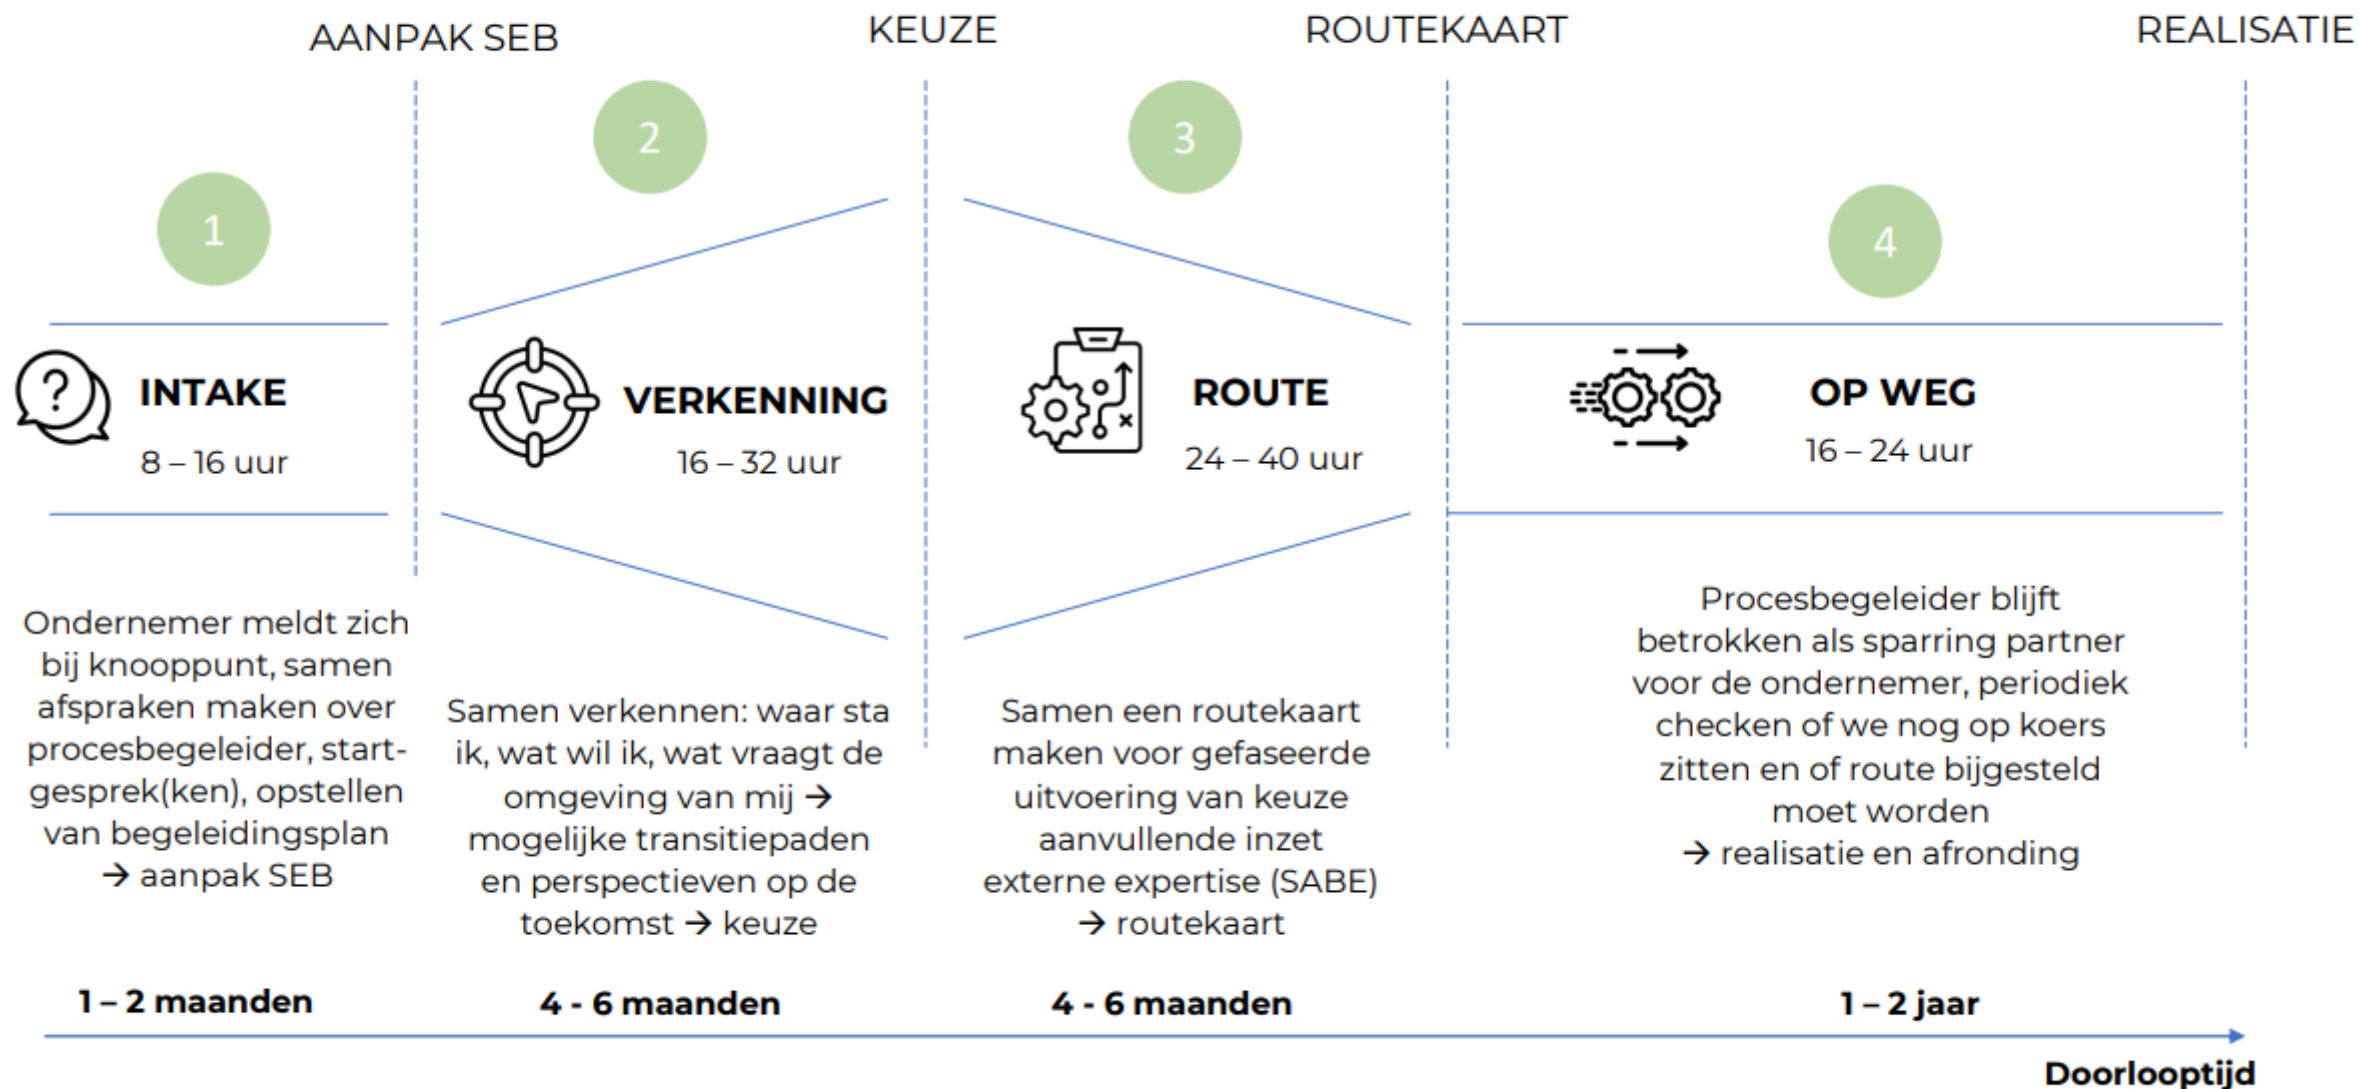 AANPAK SEB
KEUZE
ROUTEKAART
REALISATIE
1
2
3
4
?
INTAKE
8 – 16 uur
VERKENNING
16 – 32 uur
ROUTE
24 – 40 uur
OP WEG
16 – 24 uur
Ondernemer meldt zich
bij knooppunt, samen
afspraken maken over
procesbegeleider, start-
gesprek(ken), opstellen
van begeleidingsplan
→ aanpak SEB
Samen verkennen: waar sta
ik, wat wil ik, wat vraagt de
omgeving van mij →
mogelijke transitiepaden
en perspectieven op de
toekomst → keuze
Samen een routekaart
maken voor gefaseerde
uitvoering van keuze
aanvullende inzet
externe expertise (SABE)
→ routekaart
Procesbegeleider blijft
betrokken als sparring partner
voor de ondernemer, periodiek
checken of we nog op koers
zitten en of route bijgesteld
moet worden
→ realisatie en afronding
1 – 2 maanden
4 - 6 maanden
4 - 6 maanden
1 – 2 jaar
Doorlooptijd